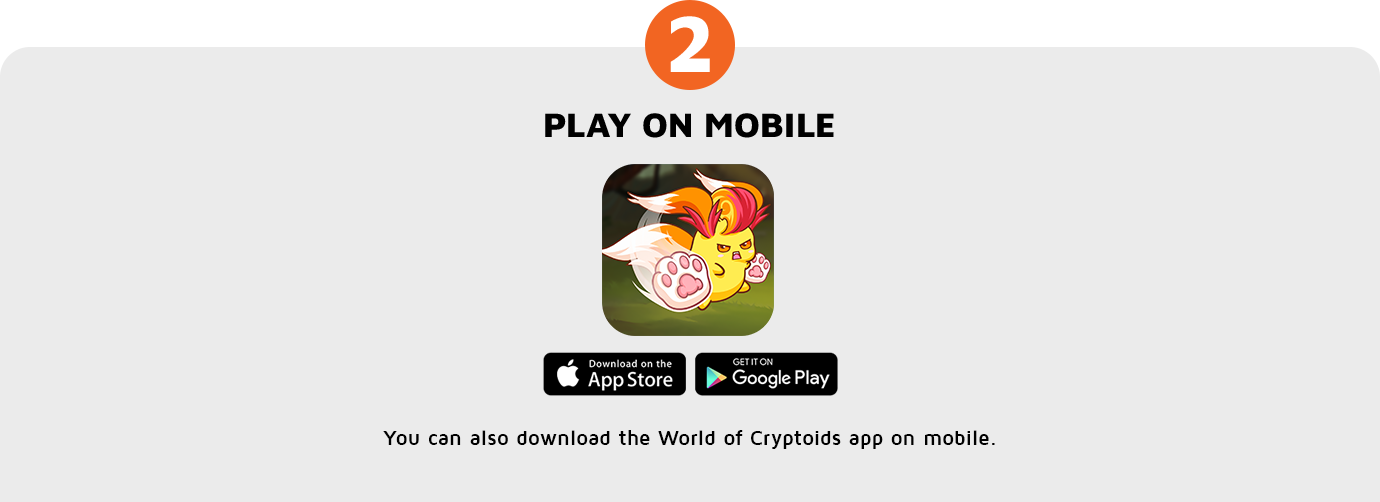 2
PLAY ON MOBILE
Download on the
App Store
GET IT ON
Google Play
You can also download the World of Cryptoids app on mobile.